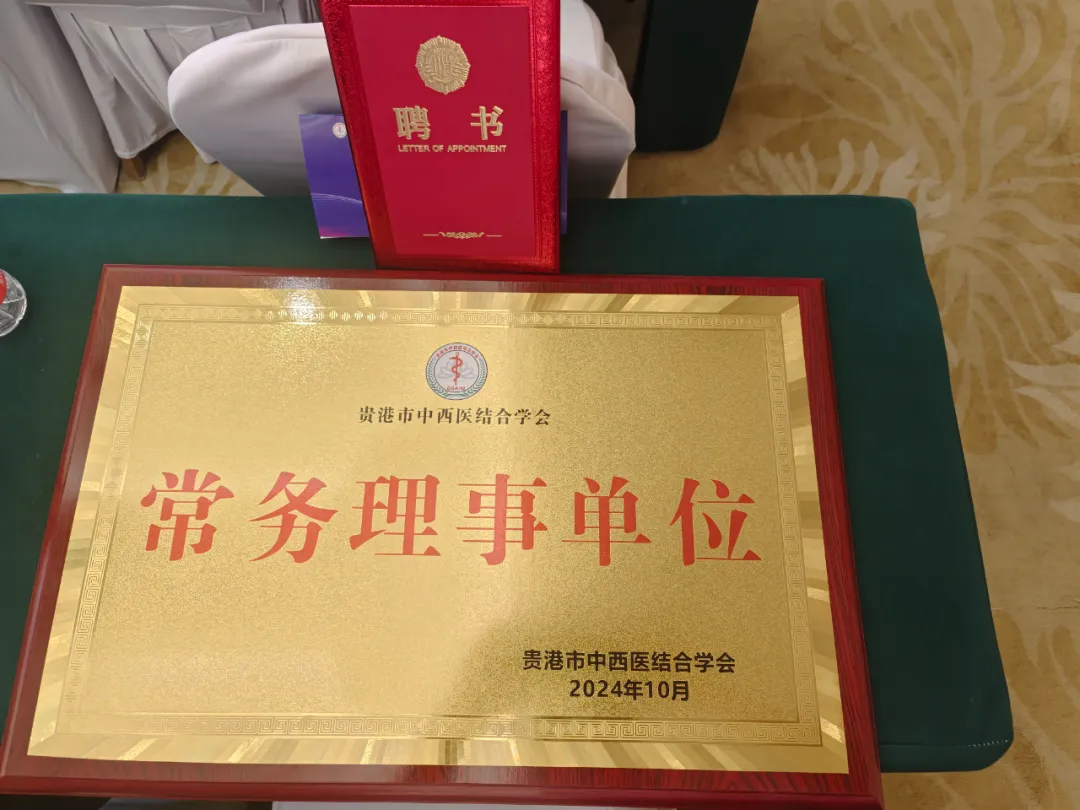 聘 书
LETTER OF APPOINTMENT
贵港市中西医结合学会
常务理事单位
贵港市中西医结合学会
2024年10月